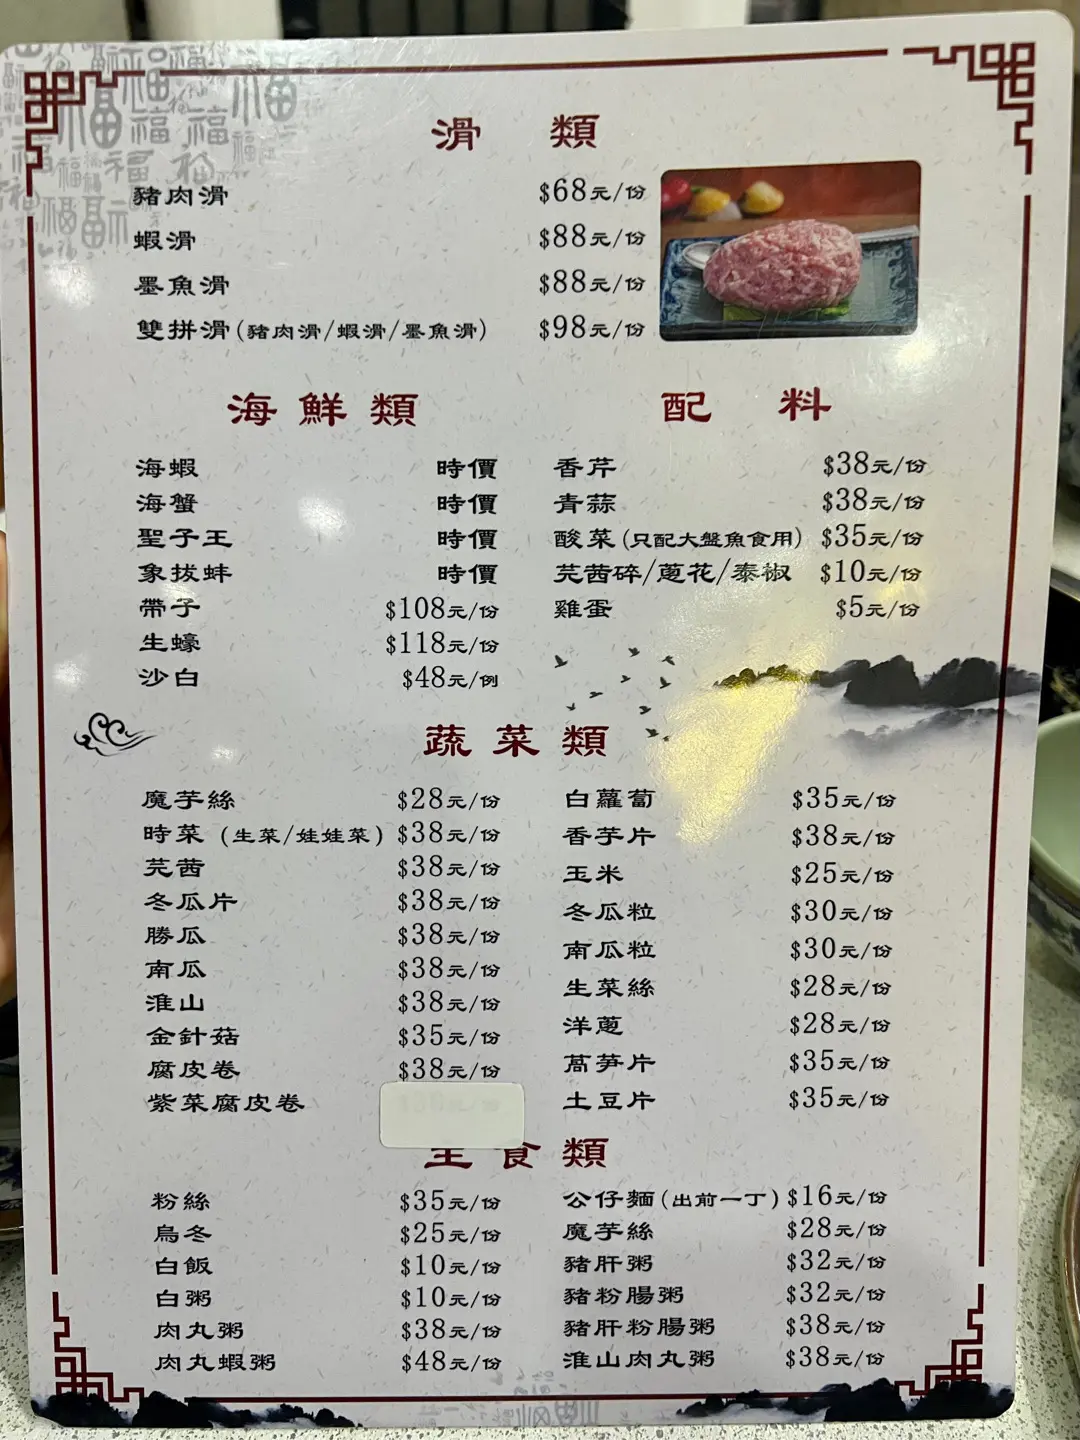 滑 類
豬肉滑 $68元/份
蝦滑 $88元/份
墨魚滑 $88元/份
雙拼滑(豬肉滑/蝦滑/墨魚滑) $98元/份
海鮮類
海蝦 時價
海蟹 時價
聖子王 時價
象拔蚌 時價
帶子 $108元/份
生蠔 $118元/份
沙白 $48元/例
配 料
香芹 $38元/份
青蒜 $38元/份
酸菜(只配大盤魚食用) $35元/份
芫茜碎/蔥花/泰椒 $10元/份
雞蛋 $5元/份
蔬菜類
魔芋絲 $28元/份
時菜 (生菜/娃娃菜) $38元/份
芫茜 $38元/份
冬瓜片 $38元/份
勝瓜 $38元/份
南瓜 $38元/份
淮山 $38元/份
金針菇 $35元/份
腐皮卷 $38元/份
紫菜腐皮卷
白蘿蔔 $35元/份
香芋片 $38元/份
玉米 $25元/份
冬瓜粒 $30元/份
南瓜粒 $30元/份
生菜絲 $28元/份
洋蔥 $28元/份
萵笋片 $35元/份
土豆片 $35元/份
主食類
粉絲 $35元/份
烏冬 $25元/份
白飯 $10元/份
白粥 $10元/份
肉丸粥 $38元/份
肉丸蝦粥 $48元/份
公仔麵(出前一丁) $16元/份
魔芋絲 $28元/份
豬肝粥 $32元/份
豬粉腸粥 $32元/份
豬肝粉腸粥 $38元/份
淮山肉丸粥 $38元/份